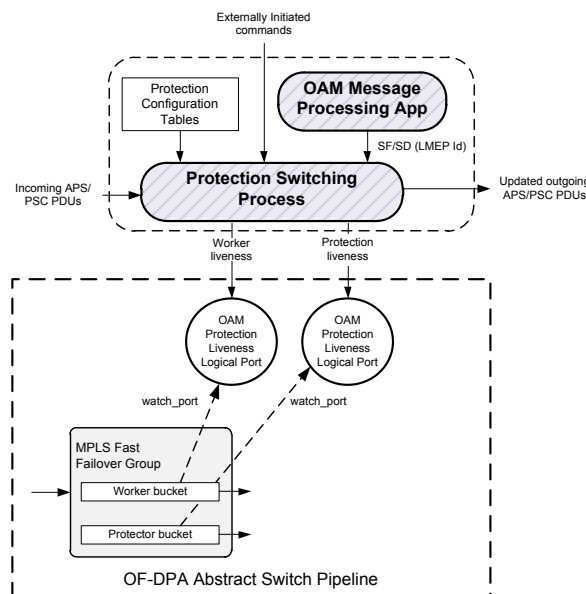 Externally Initiated
commands
Protection
Configuration
Tables
OAM Message
Processing App
SF/SD (LMEP Id)
Incoming APS/
PSC PDUs
Protection Switching
Process
Updated outgoing
APS/PSC PDUs
Worker
liveness
Protection
liveness
OAM
Protection
Liveness
Logical Port
OAM
Protection
Liveness
Logical Port
watch_port
watch_port
MPLS Fast
Failover Group
Worker bucket
Protector bucket
OF-DPA Abstract Switch Pipeline